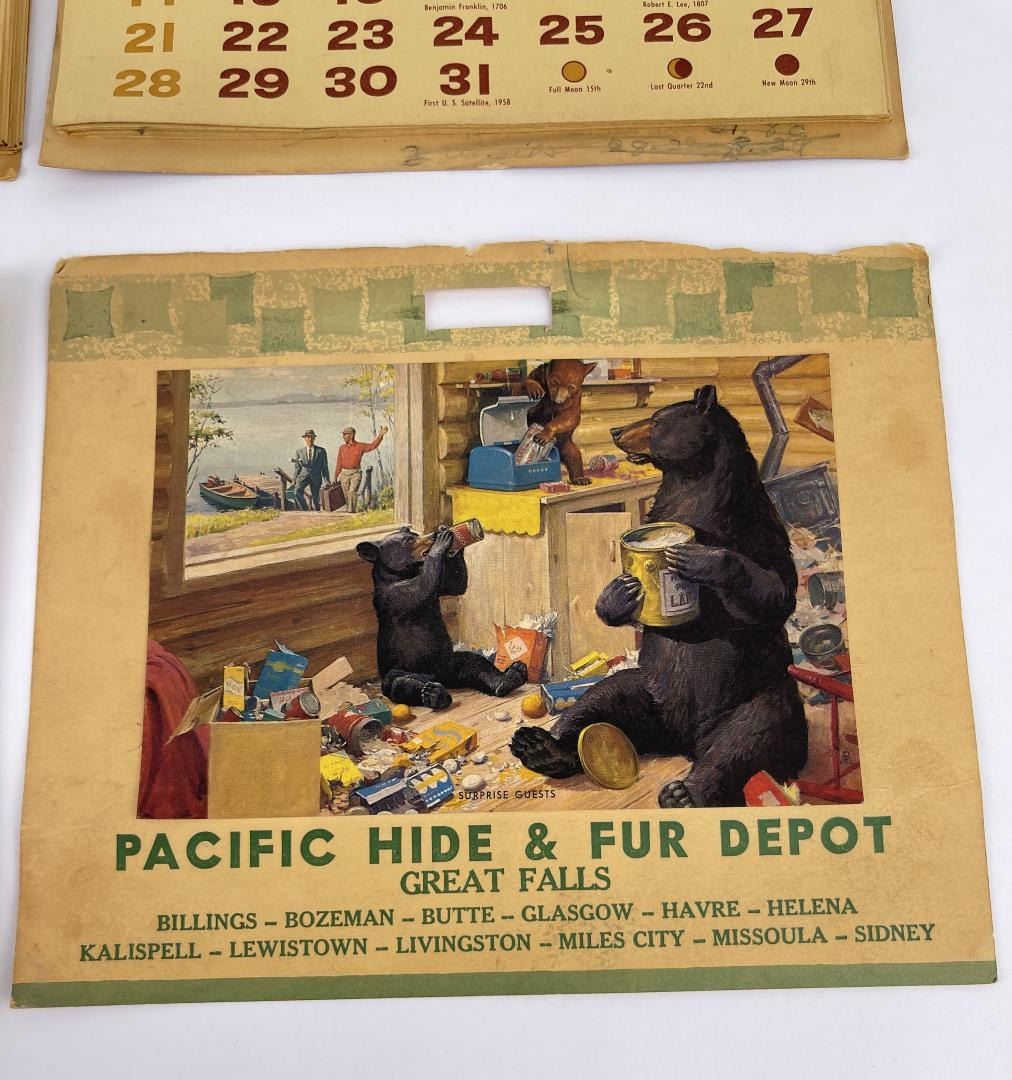 Benjamin Franklin, 1706
Robert E. Lee, 1807
21 22 23 24 25 26 27
28 29 30 31
Full Moon 15th
Last Quarter 22nd
New Moon 29th
First U. S. Satellite, 1958
SURPRISE GUESTS
PACIFIC HIDE & FUR DEPOT
GREAT FALLS
BILLINGS – BOZEMAN – BUTTE – GLASGOW – HAVRE – HELENA
KALISPELL – LEWISTOWN – LIVINGSTON – MILES CITY – MISSOULA – SIDNEY